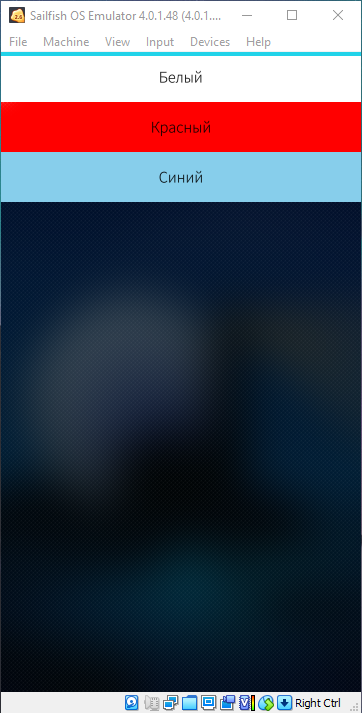 Sailfish OS Emulator 4.0.1.48 (4.0.1....
File Machine View Input Devices Help
Белый
Красный
Синий
Right Ctrl